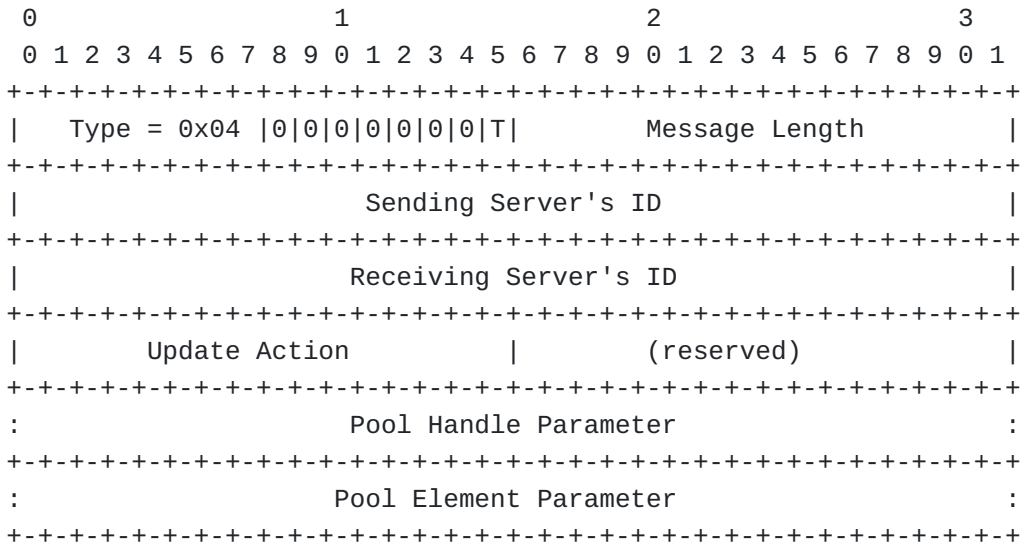 0                   1                   2                   3
 0 1 2 3 4 5 6 7 8 9 0 1 2 3 4 5 6 7 8 9 0 1 2 3 4 5 6 7 8 9 0 1
+-+-+-+-+-+-+-+-+-+-+-+-+-+-+-+-+-+-+-+-+-+-+-+-+-+-+-+-+-+-+-+-+
|   Type = 0x04 |0|0|0|0|0|0|0|T|        Message Length         |
+-+-+-+-+-+-+-+-+-+-+-+-+-+-+-+-+-+-+-+-+-+-+-+-+-+-+-+-+-+-+-+-+
|                      Sending Server's ID                      |
+-+-+-+-+-+-+-+-+-+-+-+-+-+-+-+-+-+-+-+-+-+-+-+-+-+-+-+-+-+-+-+-+
|                     Receiving Server's ID                     |
+-+-+-+-+-+-+-+-+-+-+-+-+-+-+-+-+-+-+-+-+-+-+-+-+-+-+-+-+-+-+-+-+
|        Update Action          |        (reserved)             |
+-+-+-+-+-+-+-+-+-+-+-+-+-+-+-+-+-+-+-+-+-+-+-+-+-+-+-+-+-+-+-+-+
:                     Pool Handle Parameter                     :
+-+-+-+-+-+-+-+-+-+-+-+-+-+-+-+-+-+-+-+-+-+-+-+-+-+-+-+-+-+-+-+-+
:                    Pool Element Parameter                     :
+-+-+-+-+-+-+-+-+-+-+-+-+-+-+-+-+-+-+-+-+-+-+-+-+-+-+-+-+-+-+-+-+